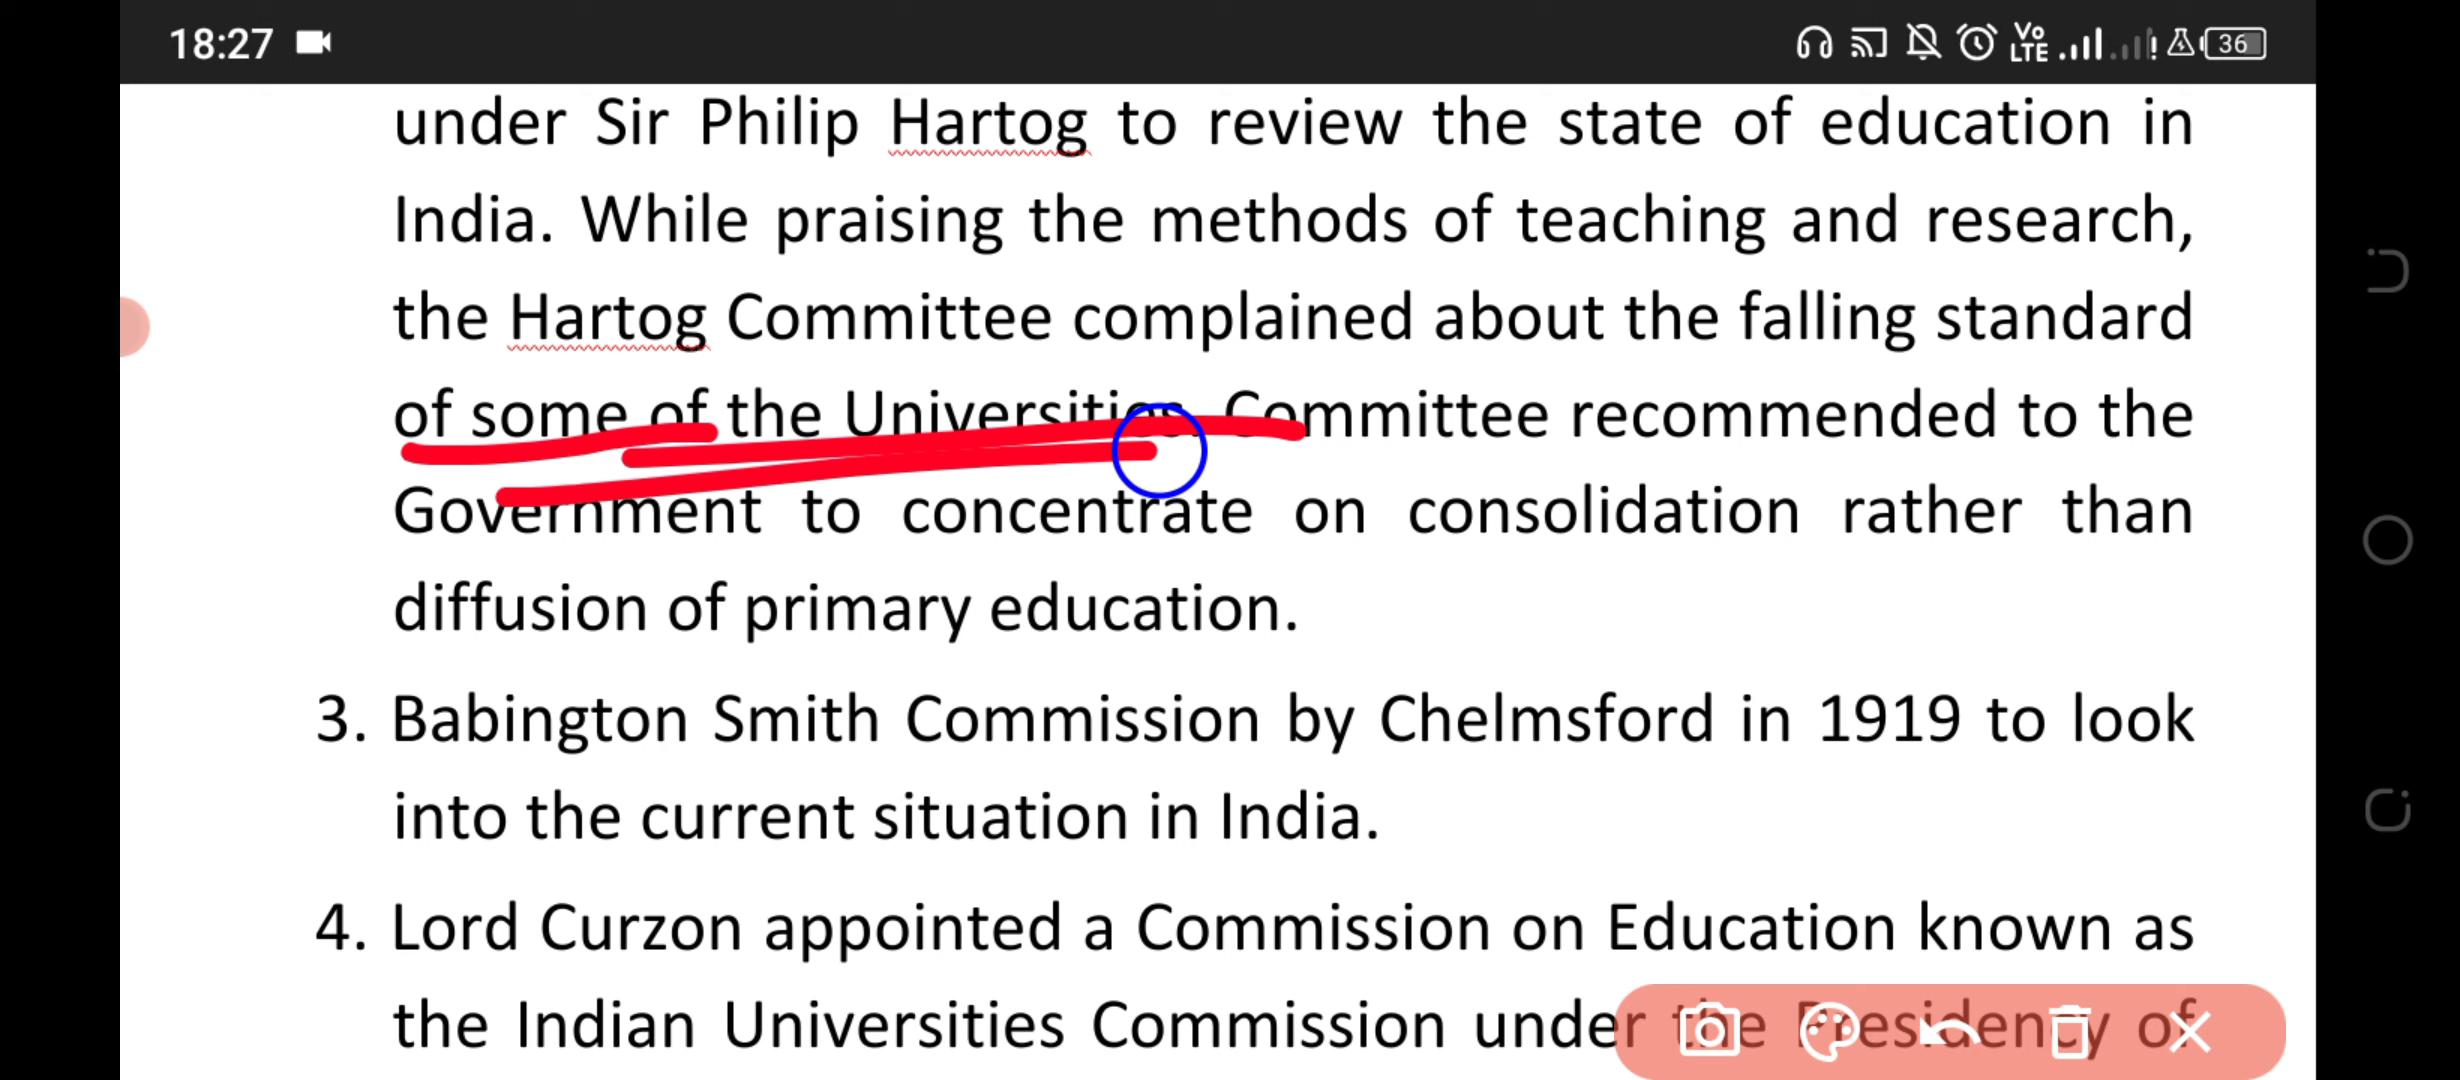 18:27
Vo LTE 36
under Sir Philip Hartog to review the state of education in
India. While praising the methods of teaching and research,
the Hartog Committee complained about the falling standard
of some of the Universities. Committee recommended to the
Government to concentrate on consolidation rather than
diffusion of primary education.
3. Babington Smith Commission by Chelmsford in 1919 to look
into the current situation in India.
4. Lord Curzon appointed a Commission on Education known as
the Indian Universities Commission under the Presidency of